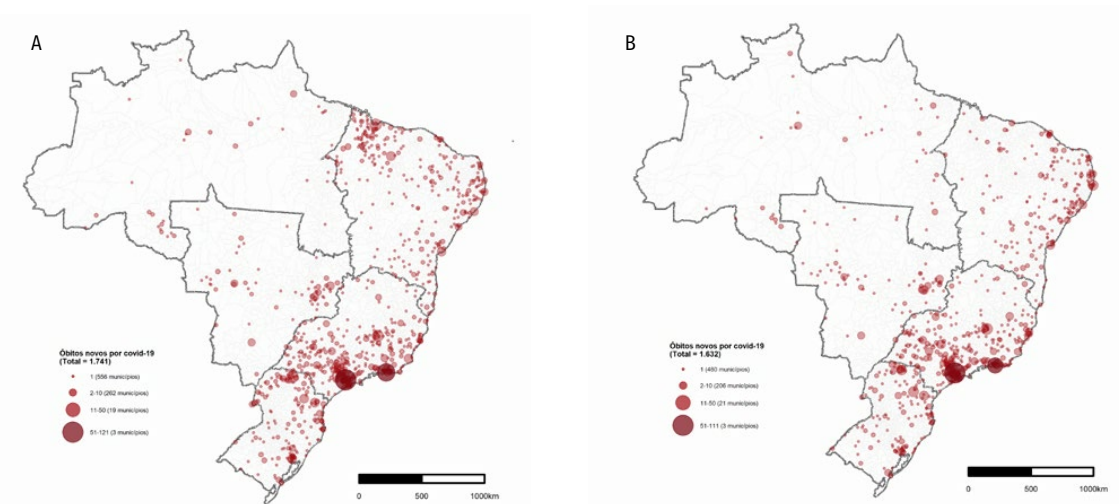 A
Óbitos novos por covid-19
(Total = 1.741)
1 (556 municípios)
2-10 (262 municípios)
11-50 (19 municípios)
51-121 (3 municípios)
0 500 1000km
B
Óbitos novos por covid-19
(Total = 1.632)
1 (493 municípios)
2-10 (206 municípios)
11-50 (21 municípios)
51-111 (3 municípios)
0 500 1000km